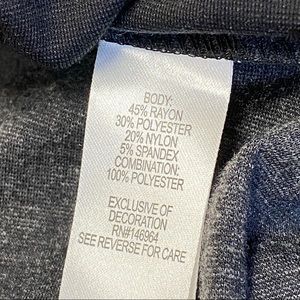 BODY:
45% RAYON
30% POLYESTER
20% NYLON
5% SPANDEX
COMBINATION:
100% POLYESTER
EXCLUSIVE OF
DECORATION
RN#146964
SEE REVERSE FOR CARE